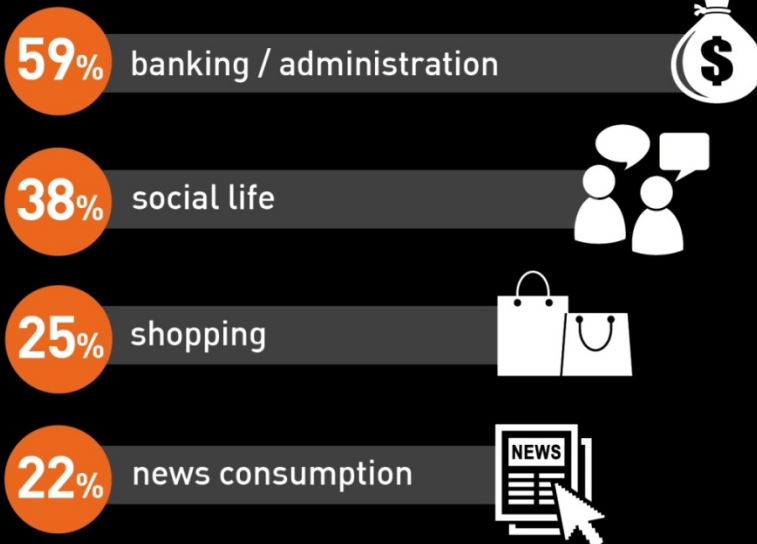 59% banking / administration
$
38% social life
25% shopping
22% news consumption
NEWS